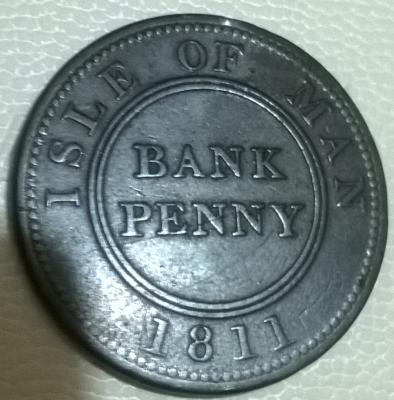 ISLE OF MAN
BANK
PENNY
1811